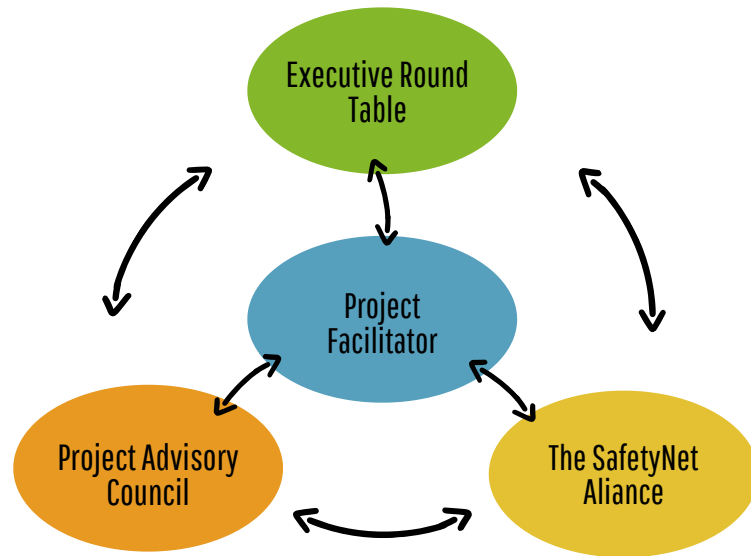 Executive Round
Table
Project
Facilitator
Project Advisory
Council
The SafetyNet
Aliance